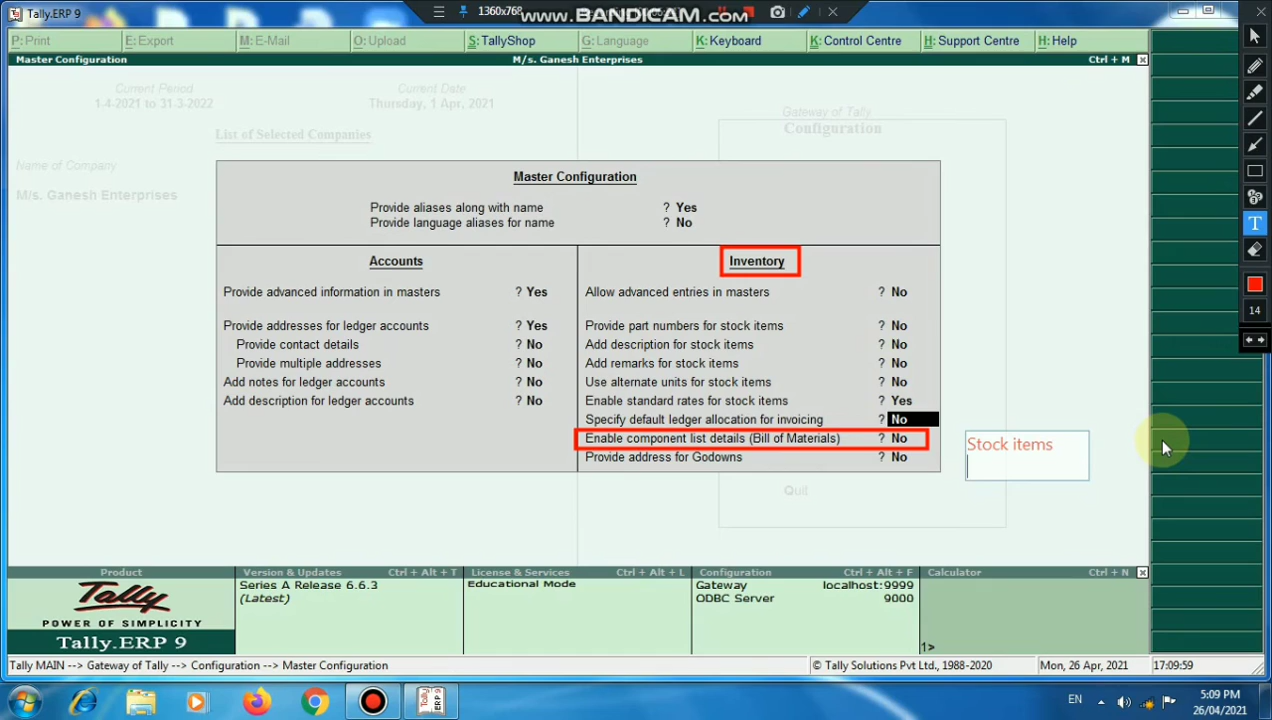 Tally.ERP 9
1360x768
www.BANDICAM.com
P: Print
E: Export
M: E-Mail
O: Upload
S: TallyShop
G: Language
K: Keyboard
K: Control Centre
H: Support Centre
H: Help
Master Configuration
M/s. Ganesh Enterprises
Ctrl + M
Current Period
1-4-2021 to 31-3-2022
Current Date
Thursday, 1 Apr, 2021
List of Selected Companies
Name of Company
M/s. Ganesh Enterprises
Gateway of Tally
Configuration
Master Configuration
Provide aliases along with name ? Yes
Provide language aliases for name ? No
Accounts
Provide advanced information in masters ? Yes
Provide addresses for ledger accounts ? Yes
Provide contact details ? No
Provide multiple addresses ? No
Add notes for ledger accounts ? No
Add description for ledger accounts ? No
Inventory
Allow advanced entries in masters ? No
Provide part numbers for stock items ? No
Add description for stock items ? No
Add remarks for stock items ? No
Use alternate units for stock items ? No
Enable standard rates for stock items ? Yes
Specify default ledger allocation for invoicing ? No
Enable component list details (Bill of Materials) ? No
Provide address for Godowns ? No
Stock items
Quit
T
14
Product
Tally
POWER OF SIMPLICITY
Tally.ERP 9
Version & Updates Ctrl + Alt + T
Series A Release 6.6.3
(Latest)
License & Services Ctrl + Alt + L
Educational Mode
Configuration Ctrl + Alt + F
Gateway localhost:9999
ODBC Server 9000
Calculator Ctrl + N
1>
Tally MAIN --> Gateway of Tally --> Configuration --> Master Configuration
© Tally Solutions Pvt Ltd., 1988-2020
Mon, 26 Apr, 2021
17:09:59
EN
5:09 PM
26/04/2021